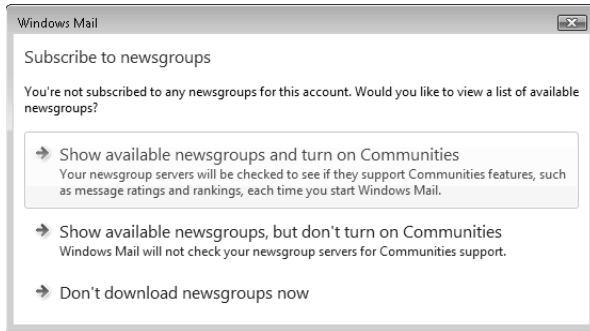 Windows Mail
Subscribe to newsgroups
You're not subscribed to any newsgroups for this account. Would you like to view a list of available
newsgroups?
Show available newsgroups and turn on Communities
Your newsgroup servers will be checked to see if they support Communities features, such
as message ratings and rankings, each time you start Windows Mail.
Show available newsgroups, but don't turn on Communities
Windows Mail will not check your newsgroup servers for Communities support.
Don't download newsgroups now